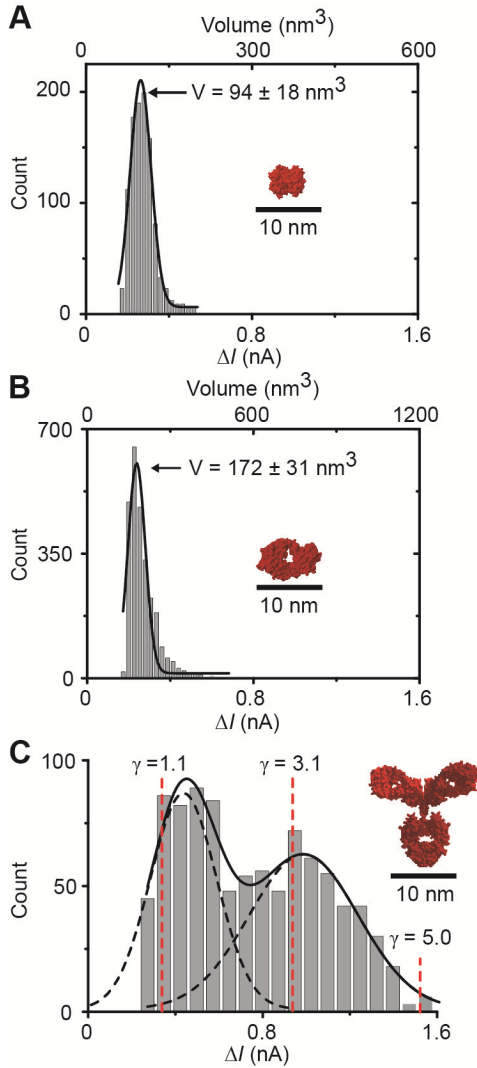 A
Volume (nm3)
0 300 600
200
V = 94 ± 18 nm3
100
10 nm
0
Count
0 0.8 1.6
ΔI (nA)
B
Volume (nm3)
0 600 1200
700
V = 172 ± 31 nm3
350
10 nm
0
Count
0 0.8 1.6
ΔI (nA)
C
100
γ =1.1 γ = 3.1
50
10 nm
γ = 5.0
0
Count
0 0.8 1.6
ΔI (nA)